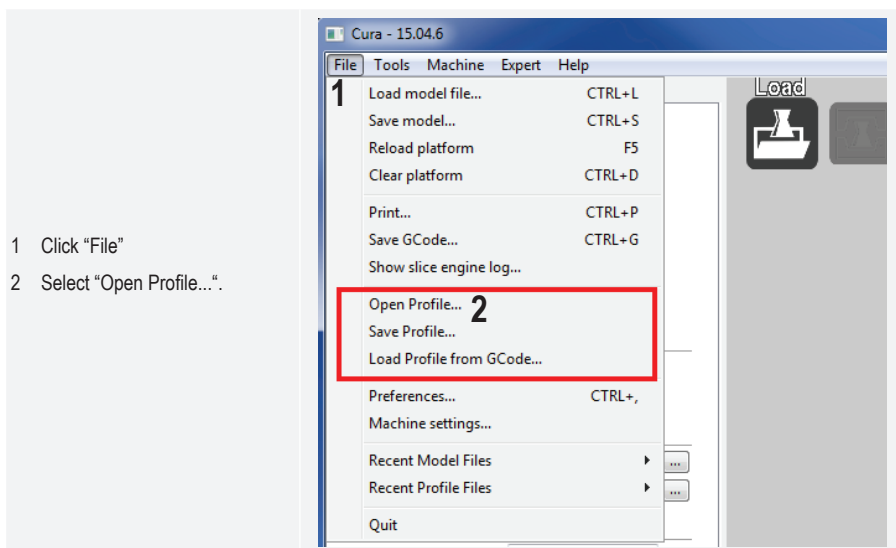 1 Click “File”
2 Select “Open Profile...“.
Cura - 15.04.6
File Tools Machine Expert Help
1
Load
Load model file... CTRL+L
Save model... CTRL+S
Reload platform F5
Clear platform CTRL+D
Print... CTRL+P
Save GCode... CTRL+G
Show slice engine log...
Open Profile... 2
Save Profile...
Load Profile from GCode...
Preferences... CTRL+,
Machine settings...
Recent Model Files
...
Recent Profile Files
...
Quit